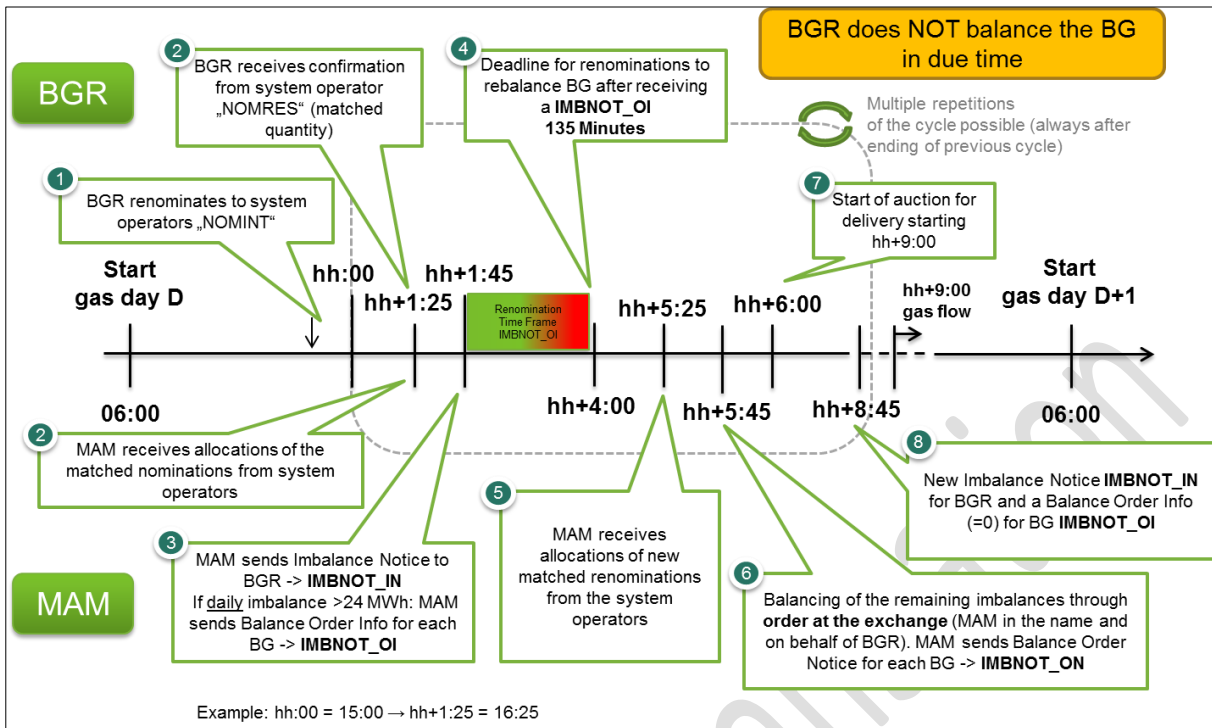 BGR does NOT balance the BG
in due time
BGR
2
BGR receives confirmation
from system operator
„NOMRES“ (matched
quantity)
4
Deadline for renominations to
rebalance BG after receiving
a IMBNOT_OI
135 Minutes
Multiple repetitions
of the cycle possible (always after
ending of previous cycle)
1
BGR renominates to system
operators „NOMINT“
7
Start of auction for
delivery starting
hh+9:00
Start
gas day D
hh:00
hh+1:25
hh+1:45
Renomination
Time Frame
IMBNOT_OI
hh+5:25
hh+6:00
hh+9:00
gas flow
Start
gas day D+1
06:00
hh+4:00
hh+5:45
hh+8:45
06:00
2
MAM receives allocations of the
matched nominations from system
operators
3
MAM sends Imbalance Notice to
BGR -> IMBNOT_IN
If daily imbalance >24 MWh: MAM
sends Balance Order Info for each
BG -> IMBNOT_OI
5
MAM receives
allocations of new
matched renominations
from the system
operators
8
New Imbalance Notice IMBNOT_IN
for BGR and a Balance Order Info
(=0) for BG IMBNOT_OI
6
Balancing of the remaining imbalances through
order at the exchange (MAM in the name and
on behalf of BGR). MAM sends Balance Order
Notice for each BG -> IMBNOT_ON
MAM
Example: hh:00 = 15:00 → hh+1:25 = 16:25